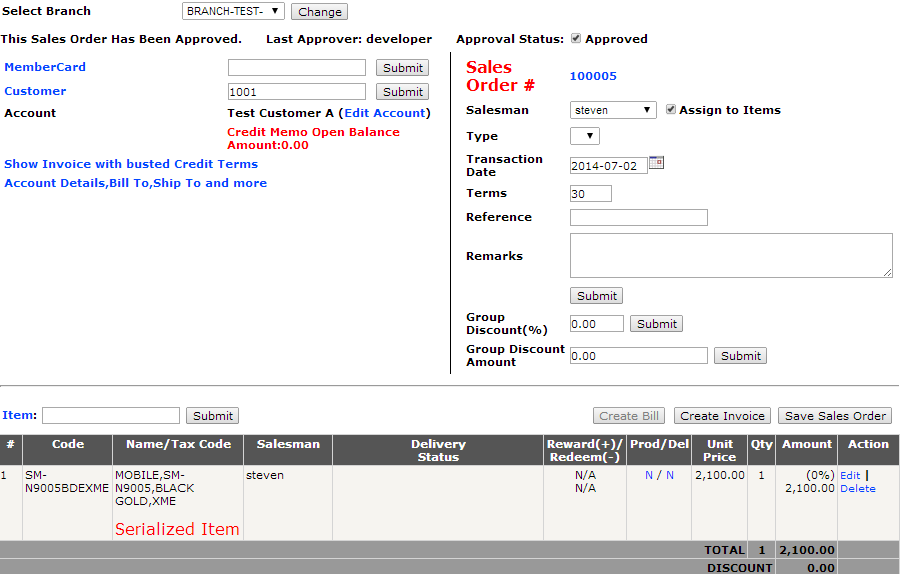 Select Branch BRANCH-TEST- Change
This Sales Order Has Been Approved. Last Approver: developer Approval Status: Approved
MemberCard Submit
Customer 1001 Submit
Account Test Customer A (Edit Account)
Credit Memo Open Balance
Amount:0.00
Show Invoice with busted Credit Terms
Account Details,Bill To,Ship To and more
Sales
Order # 100005
Salesman steven Assign to Items
Type
Transaction
Date 2014-07-02
Terms 30
Reference
Remarks
Submit
Group
Discount(%) 0.00 Submit
Group Discount
Amount 0.00 Submit
Item: Submit Create Bill Create Invoice Save Sales Order
# Code Name/Tax Code Salesman Delivery
Status Reward(+)/
Redeem(-) Prod/Del Unit
Price Qty Amount Action
1 SM-
N9005BDEXME MOBILE,SM-
N9005,BLACK
GOLD,XME
Serialized Item steven N/A
N/A N / N 2,100.00 1 (0%)
2,100.00 Edit |
Delete
TOTAL 1 2,100.00
DISCOUNT 0.00